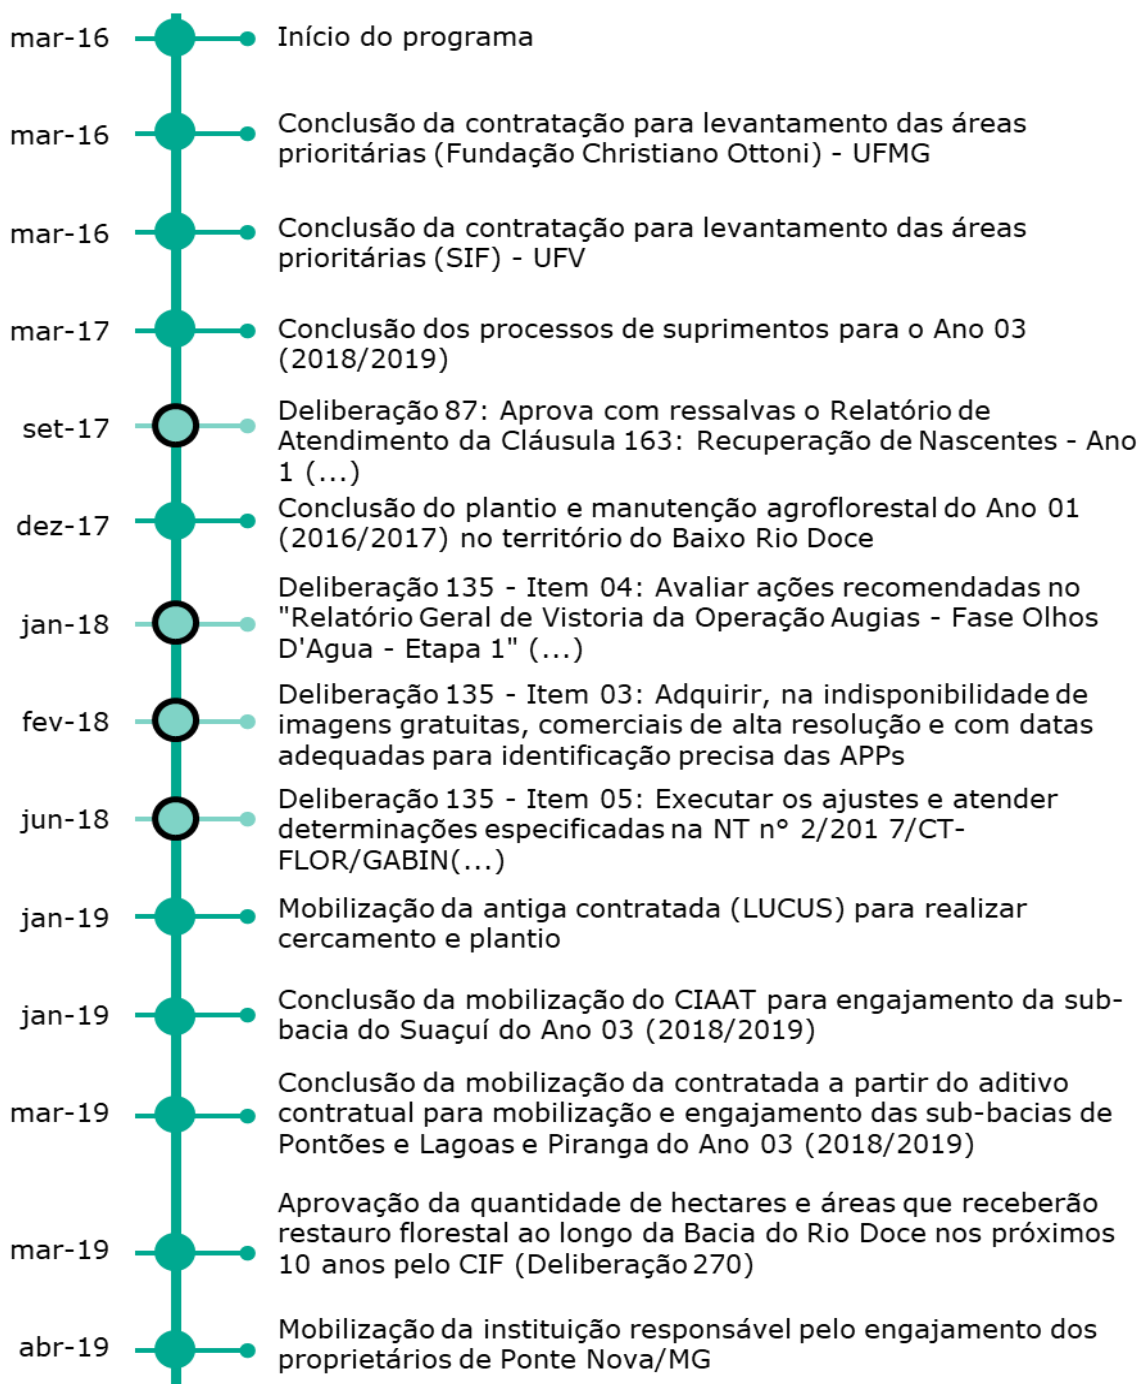 mar-16
Início do programa
mar-16
Conclusão da contratação para levantamento das áreas
prioritárias (Fundação Christiano Ottoni) - UFMG
mar-16
Conclusão da contratação para levantamento das áreas
prioritárias (SIF) - UFV
mar-17
Conclusão dos processos de suprimentos para o Ano 03
(2018/2019)
set-17
Deliberação 87: Aprova com ressalvas o Relatório de
Atendimento da Cláusula 163: Recuperação de Nascentes - Ano
1 (...)
dez-17
Conclusão do plantio e manutenção agroflorestal do Ano 01
(2016/2017) no território do Baixo Rio Doce
jan-18
Deliberação 135 - Item 04: Avaliar ações recomendadas no
"Relatório Geral de Vistoria da Operação Augias - Fase Olhos
D'Agua - Etapa 1" (...)
fev-18
Deliberação 135 - Item 03: Adquirir, na indisponibilidade de
imagens gratuitas, comerciais de alta resolução e com datas
adequadas para identificação precisa das APPs
jun-18
Deliberação 135 - Item 05: Executar os ajustes e atender
determinações especificadas na NT nº 2/201 7/CT-
FLOR/GABIN(...)
jan-19
Mobilização da antiga contratada (LUCUS) para realizar
cercamento e plantio
jan-19
Conclusão da mobilização do CIAAT para engajamento da sub-
bacia do Suaçuí do Ano 03 (2018/2019)
mar-19
Conclusão da mobilização da contratada a partir do aditivo
contratual para mobilização e engajamento das sub-bacias de
Pontões e Lagoas e Piranga do Ano 03 (2018/2019)
mar-19
Aprovação da quantidade de hectares e áreas que receberão
restauro florestal ao longo da Bacia do Rio Doce nos próximos
10 anos pelo CIF (Deliberação 270)
abr-19
Mobilização da instituição responsável pelo engajamento dos
proprietários de Ponte Nova/MG